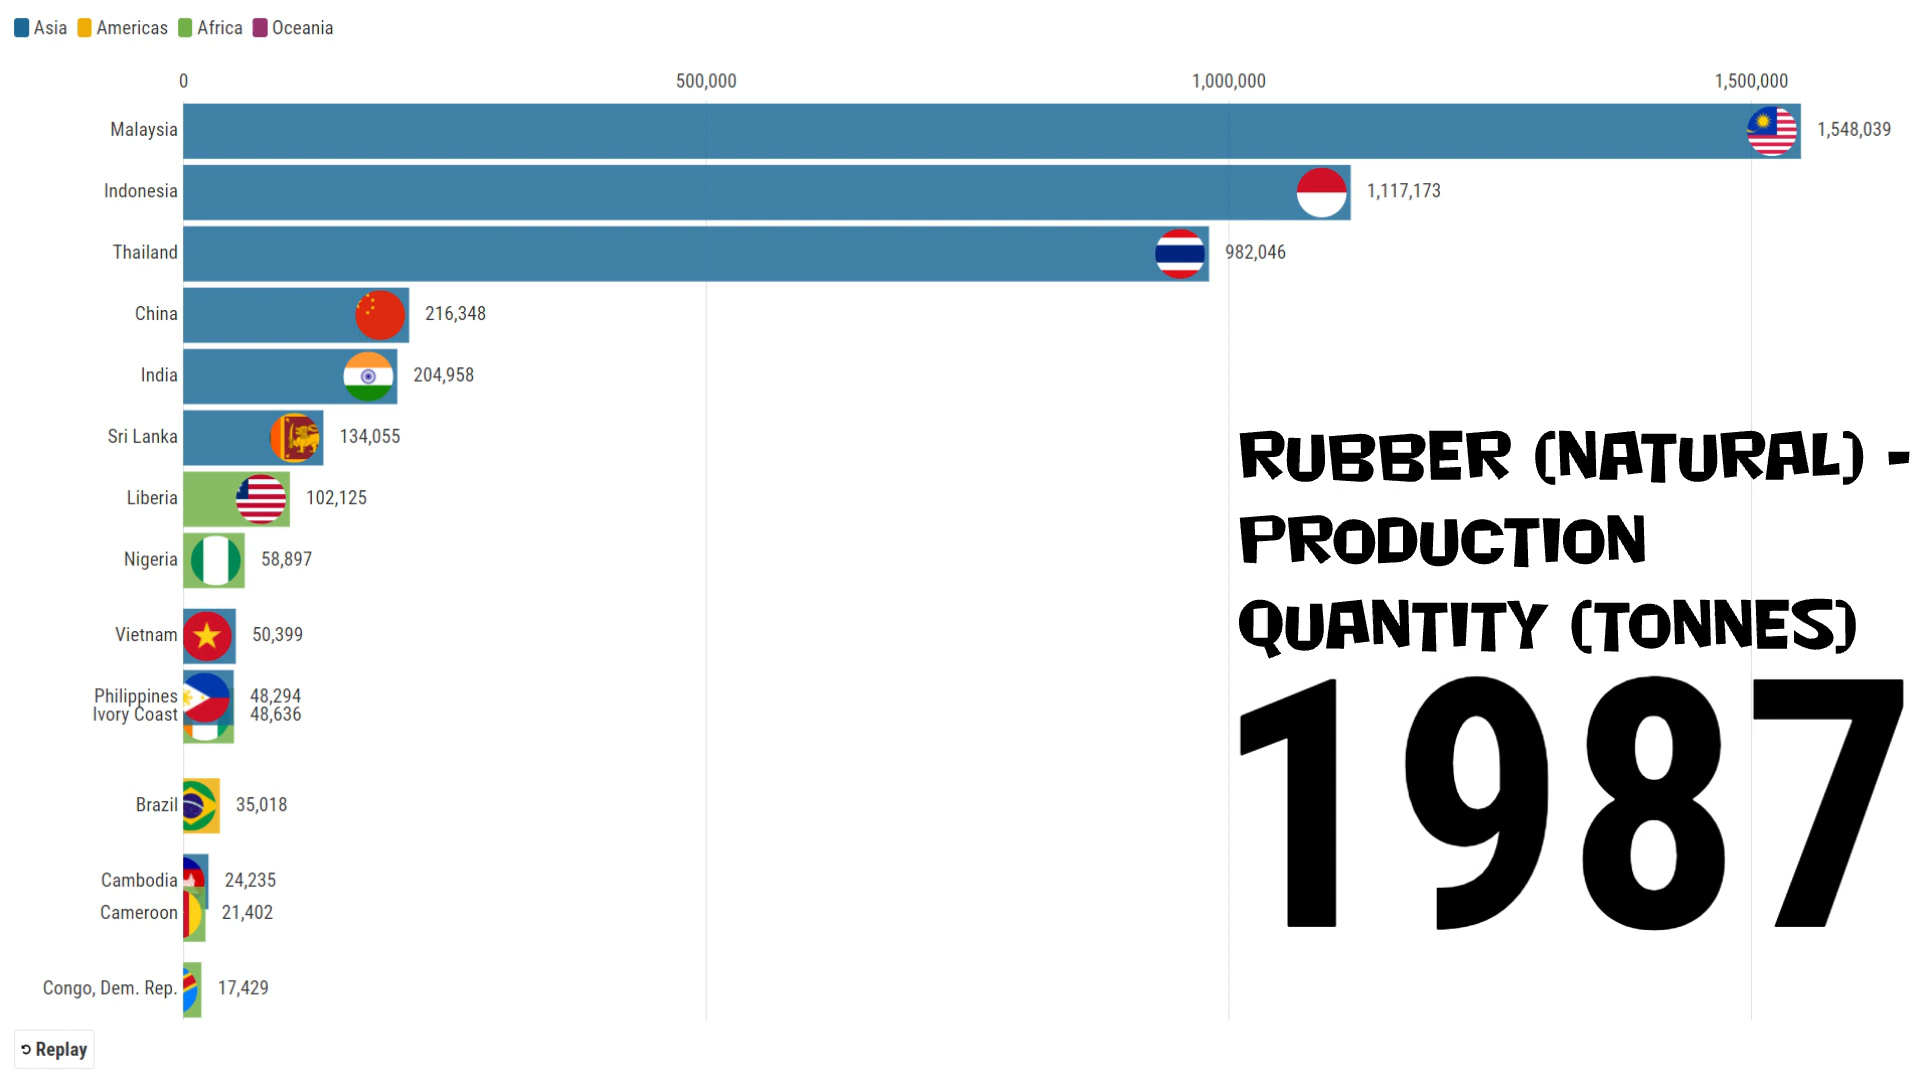 Asia Americas Africa Oceania
0 500,000 1,000,000 1,500,000
Malaysia 1,548,039
Indonesia 1,117,173
Thailand 982,046
China 216,348
India 204,958
Sri Lanka 134,055
Liberia 102,125
Nigeria 58,897
Vietnam 50,399
Philippines 48,294
Ivory Coast 48,636
Brazil 35,018
Cambodia 24,235
Cameroon 21,402
Congo, Dem. Rep. 17,429
RUBBER (NATURAL) -
PRODUCTION
QUANTITY (TONNES)
1987
Replay